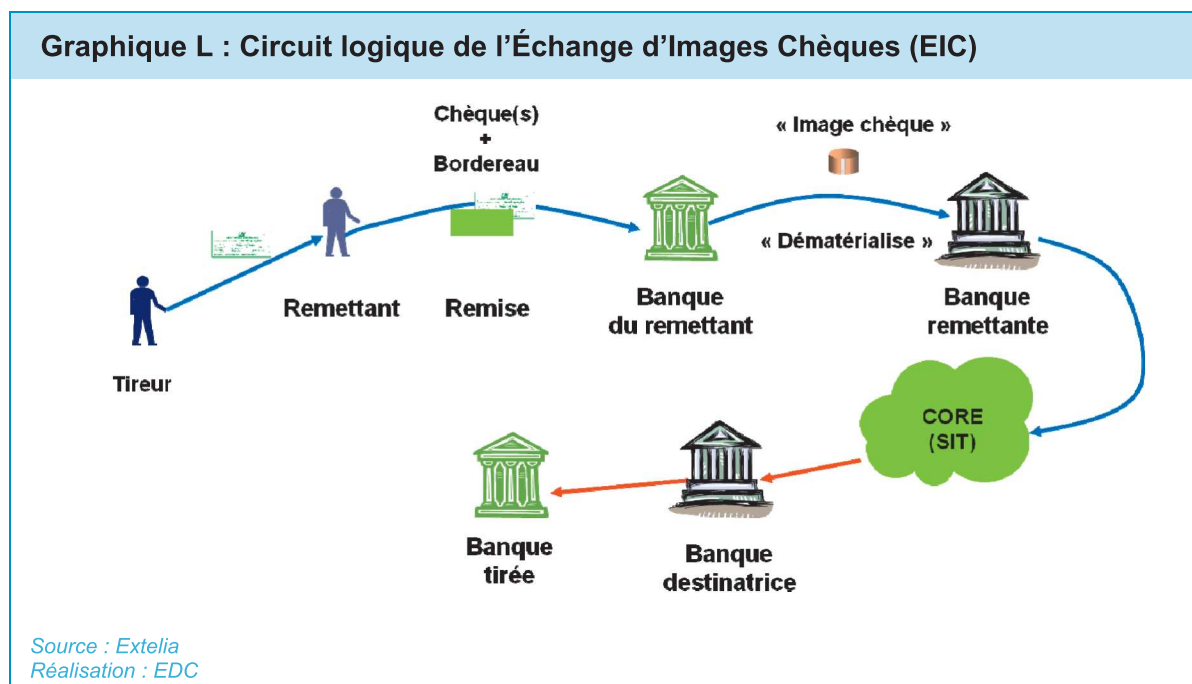 Graphique L : Circuit logique de l'Échange d'Images Chèques (EIC)
Chèque(s)
+
Bordereau
« Image chèque »
« Dématérialise »
Remettant
Remise
Banque
du remettant
Banque
remettante
Tireur
CORE
(SIT)
Banque
tirée
Banque
destinatrice
Source : Extelia
Réalisation : EDC